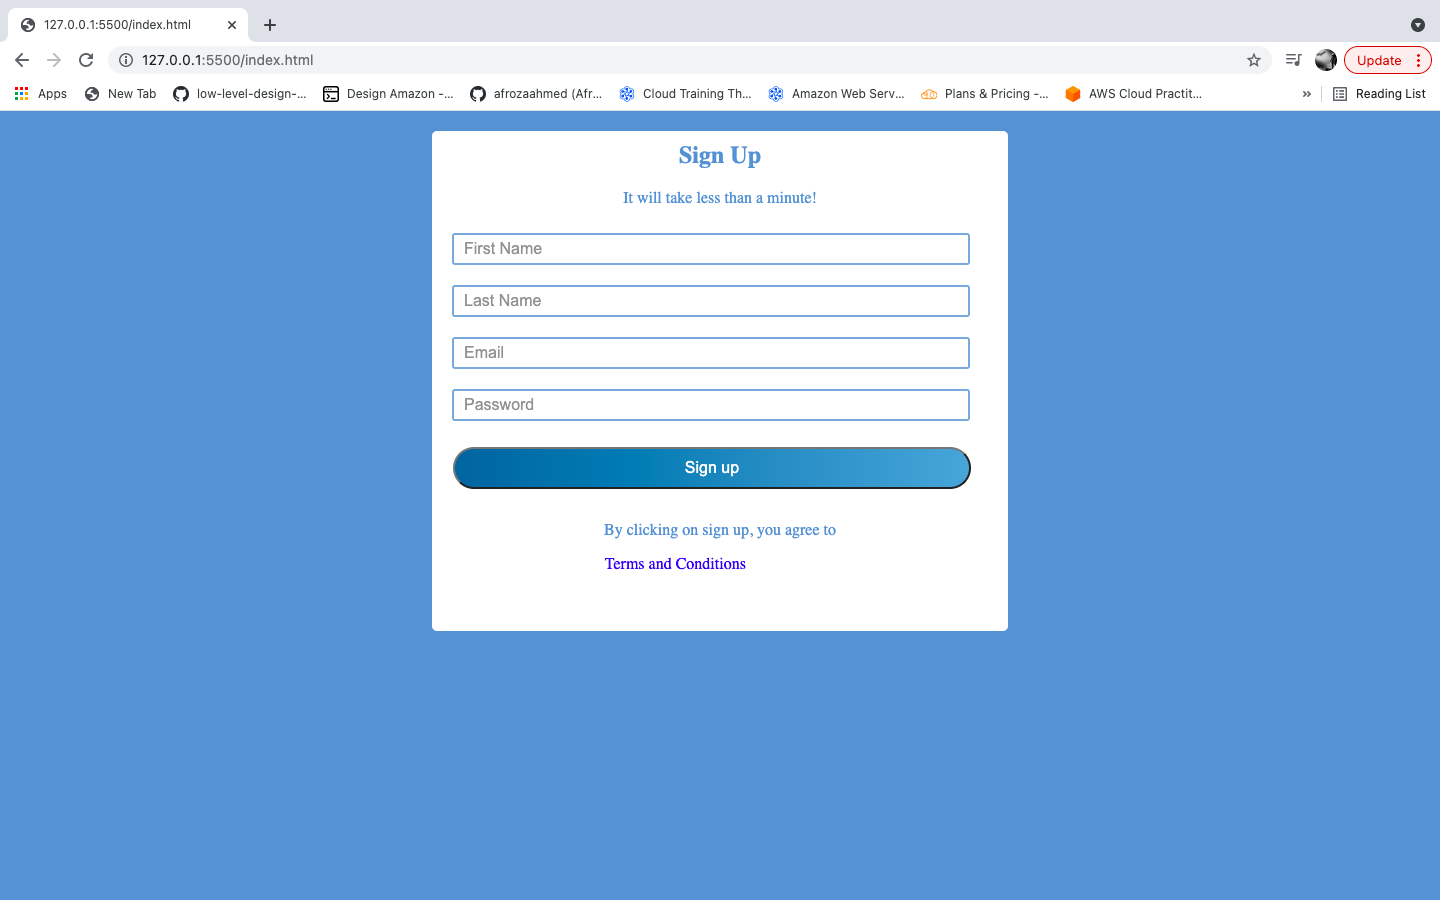 127.0.0.1:5500/index.html
127.0.0.1:5500/index.html
Update
Apps
New Tab
low-level-design-...
Design Amazon -...
afrozaahmed (Afr...
Cloud Training Th...
Amazon Web Serv...
Plans & Pricing -...
AWS Cloud Practit...
»
Reading List
Sign Up
It will take less than a minute!
First Name
Last Name
Email
Password
Sign up
By clicking on sign up, you agree to
Terms and Conditions